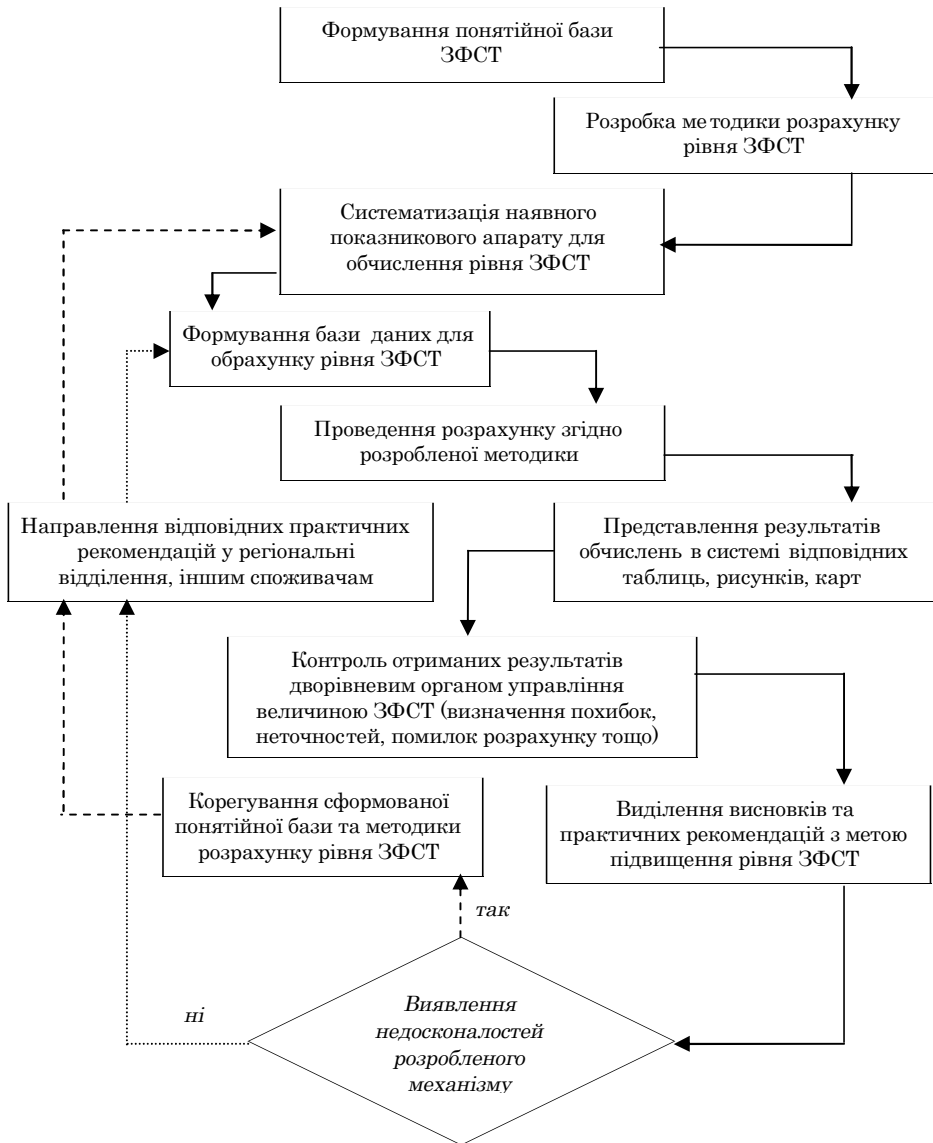 Формування понятійної бази
ЗФСТ
Розробка методики розрахунку
рівня ЗФСТ
Систематизація наявного
показникового апарату для
обчислення рівня ЗФСТ
Формування бази даних для
обрахунку рівня ЗФСТ
Проведення розрахунку згідно
розробленої методики
Направлення відповідних практичних
рекомендацій у регіональні
відділення, іншим споживачам
Представлення результатів
обчислень в системі відповідних
таблиць, рисунків, карт
Контроль отриманих результатів
дворівневим органом управління
величиною ЗФСТ (визначення похибок,
неточностей, помилок розрахунку тощо)
Корегування сформованої
понятійної бази та методики
розрахунку рівня ЗФСТ
Виділення висновків та
практичних рекомендацій з метою
підвищення рівня ЗФСТ
так
ні
Виявлення
недосконалостей
розробленого
механізму